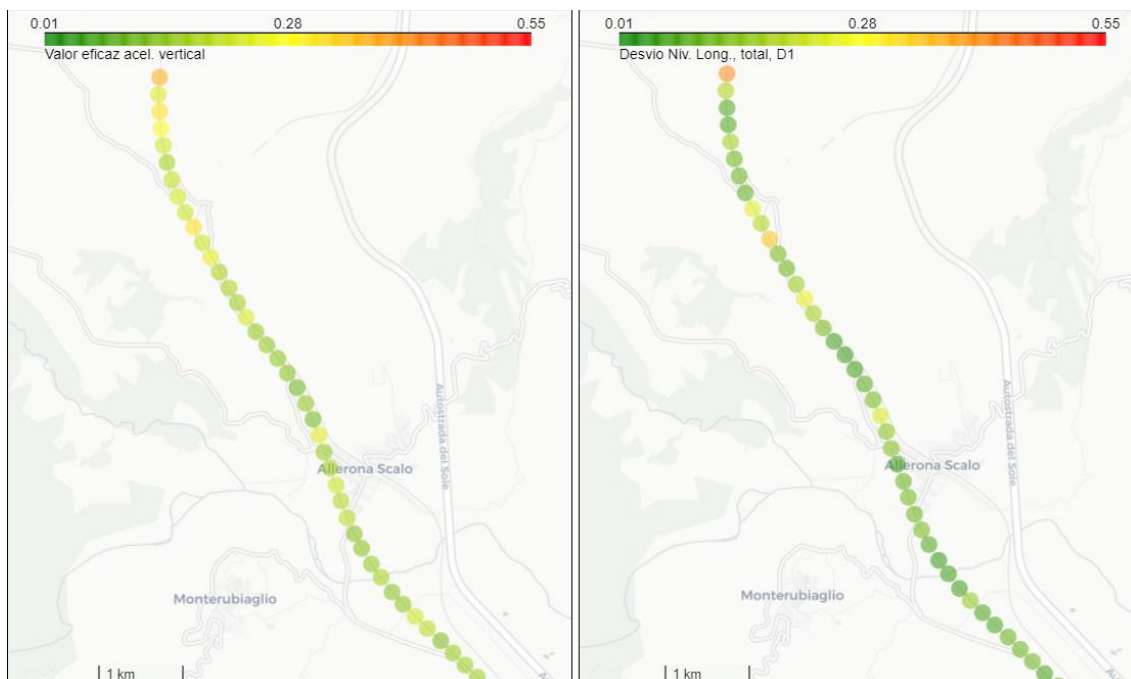 0.01 0.28 0.55
Valor eficaz acel. vertical
Autostrada del Sole
Allerona Scalo
Monterubiaglio
1 km
0.01 0.28 0.55
Desvio Niv. Long., total, D1
Autostrada del Sole
Allerona Scalo
Monterubiaglio
1 km